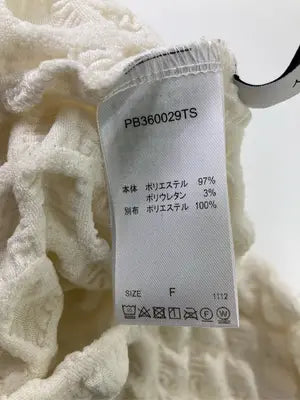 PB360029TS
本体 ポリエステル 97%
ポリウレタン 3%
別布 ポリエステル 100%
SIZE F 1112